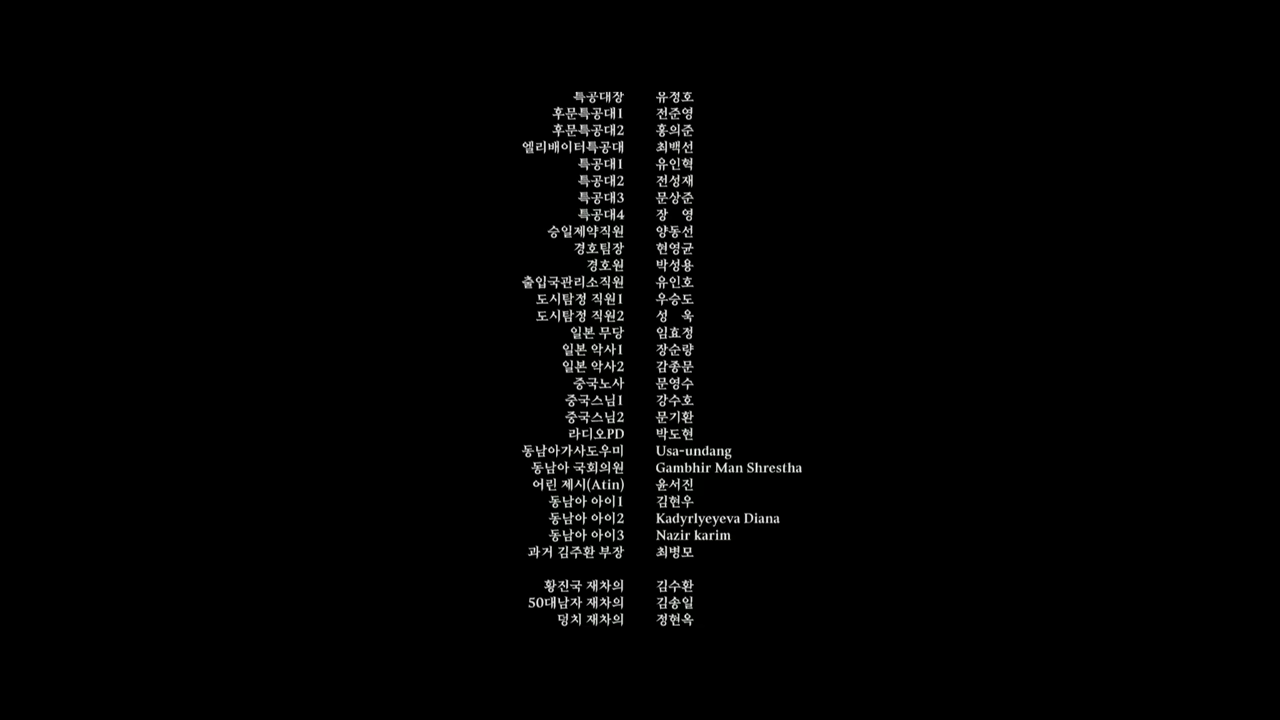 특공대장 유정호
후문특공대1 전준영
후문특공대2 홍의준
엘리베이터특공대 최백선
특공대1 유인혁
특공대2 전성재
특공대3 문상준
특공대4 장 영
승일제약직원 양동선
경호팀장 현영균
경호원 박성용
출입국관리소직원 유인호
도시탐정 직원1 우승도
도시탐정 직원2 성 욱
일본 무당 임효정
일본 악사1 장순량
일본 악사2 감종문
중국노사 문영수
중국스님1 강수호
중국스님2 문기환
라디오PD 박도현
동남아가사도우미 Usa-undang
동남아 국회의원 Gambhir Man Shrestha
어린 제시(Atin) 윤서진
동남아 아이1 김현우
동남아 아이2 Kadyrlyeyeva Diana
동남아 아이3 Nazir karim
과거 김주환 부장 최병모
황진국 재차의 김수환
50대남자 재차의 김송일
덩치 재차의 정현옥